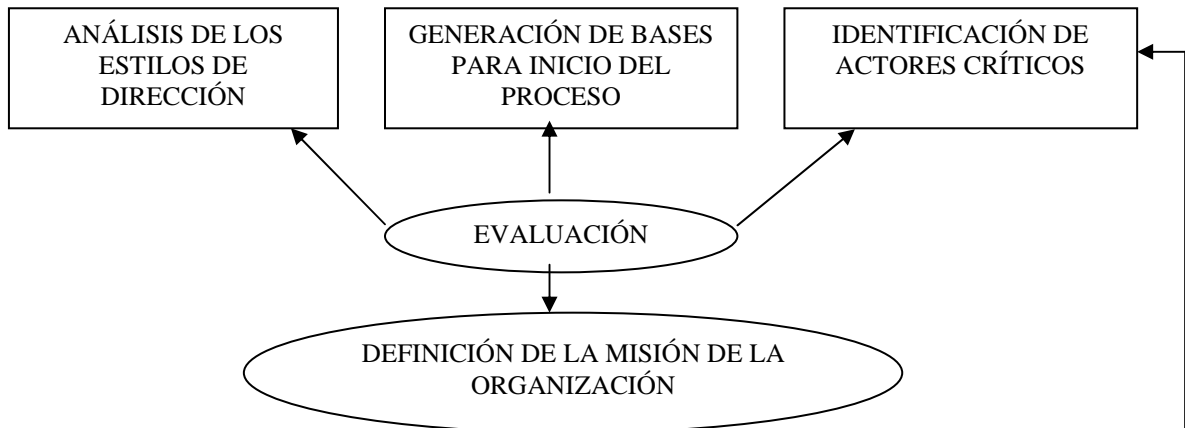 ANÁLISIS DE LOS
ESTILOS DE
DIRECCIÓN
GENERACIÓN DE BASES
PARA INICIO DEL
PROCESO
IDENTIFICACIÓN DE
ACTORES CRÍTICOS
EVALUACIÓN
DEFINICIÓN DE LA MISIÓN DE LA
ORGANIZACIÓN